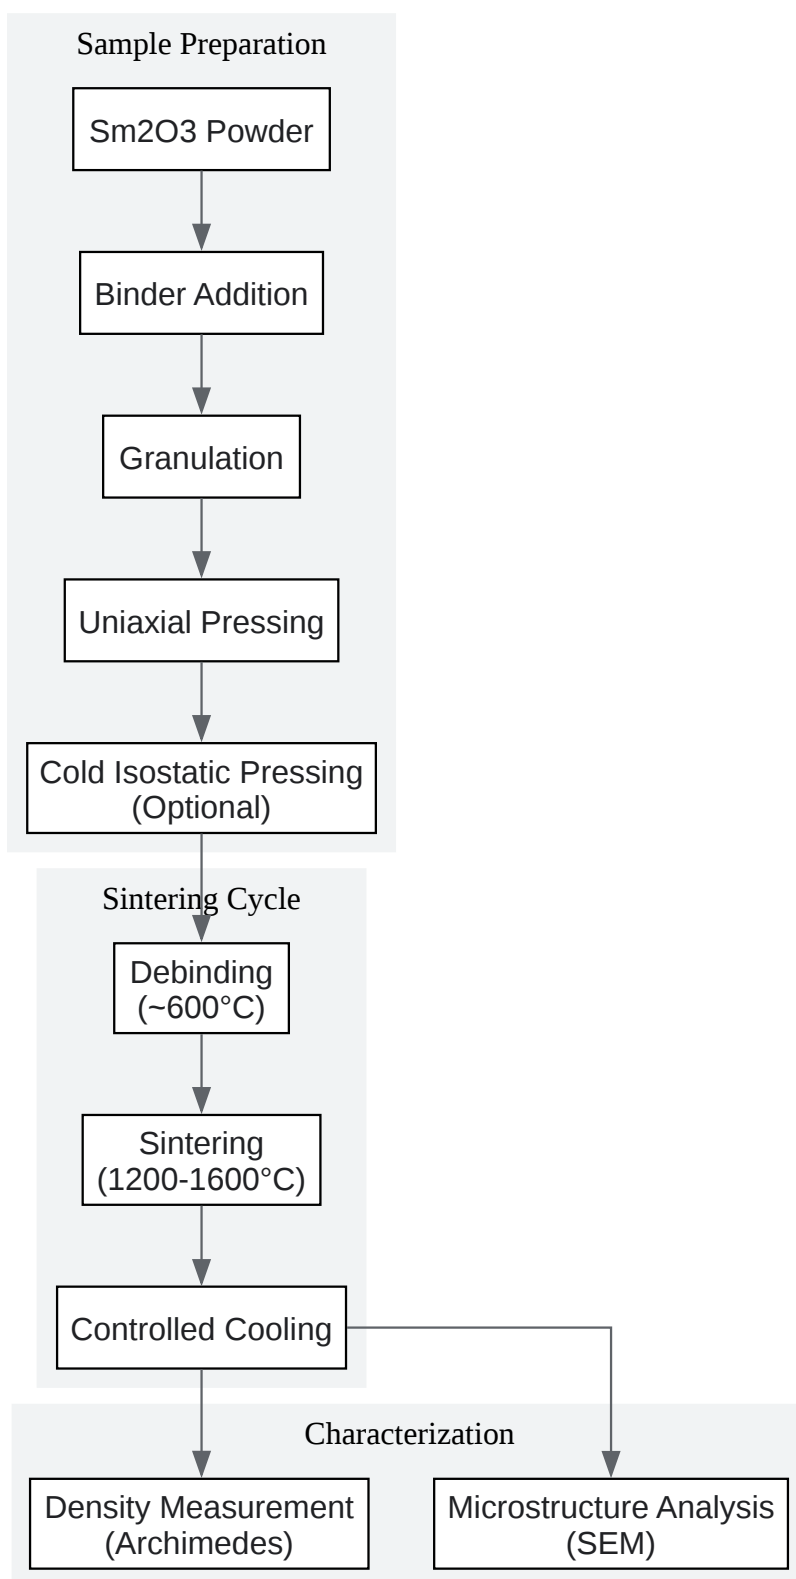 Sample Preparation
Sm2O3 Powder
Binder Addition
Granulation
Uniaxial Pressing
Cold Isostatic Pressing
(Optional)
Sintering Cycle
Debinding
(~600°C)
Sintering
(1200-1600°C)
Controlled Cooling
Characterization
Density Measurement
(Archimedes)
Microstructure Analysis
(SEM)